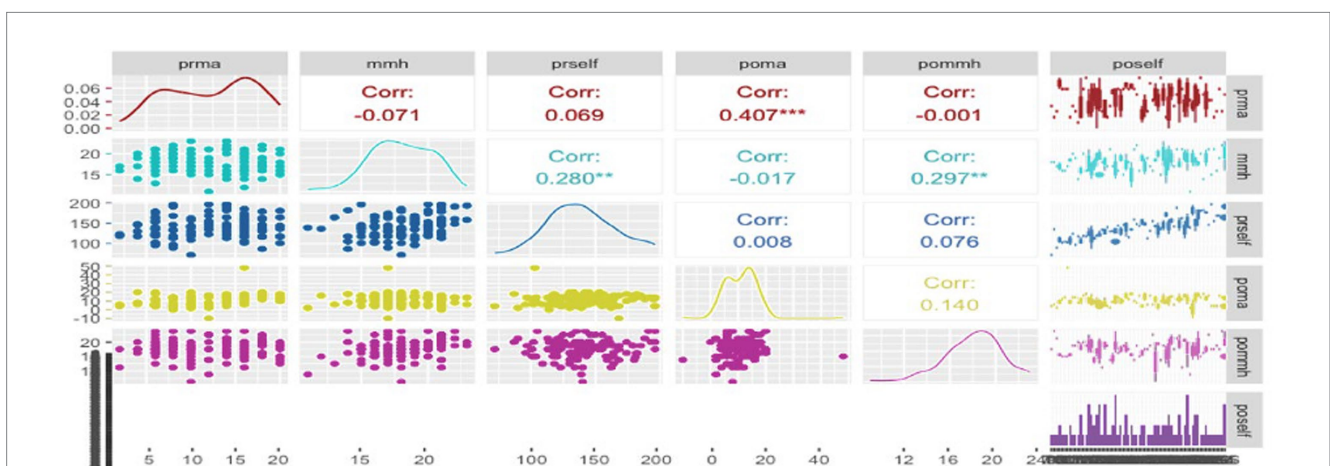 prma mmh prself poma pommh poself
0.06
0.04
0.02
0.00
Corr:
-0.071
Corr:
0.069
Corr:
0.407***
Corr:
-0.001
prma
20
15
Corr:
0.280**
Corr:
-0.017
Corr:
0.297**
mmh
200
150
100
Corr:
0.008
Corr:
0.076
prself
50
40
30
20
10
0
-10
Corr:
0.140
poma
20
pommh
poself
5 10 15 20 15 20 100 150 200 0 20 40 12 16 20